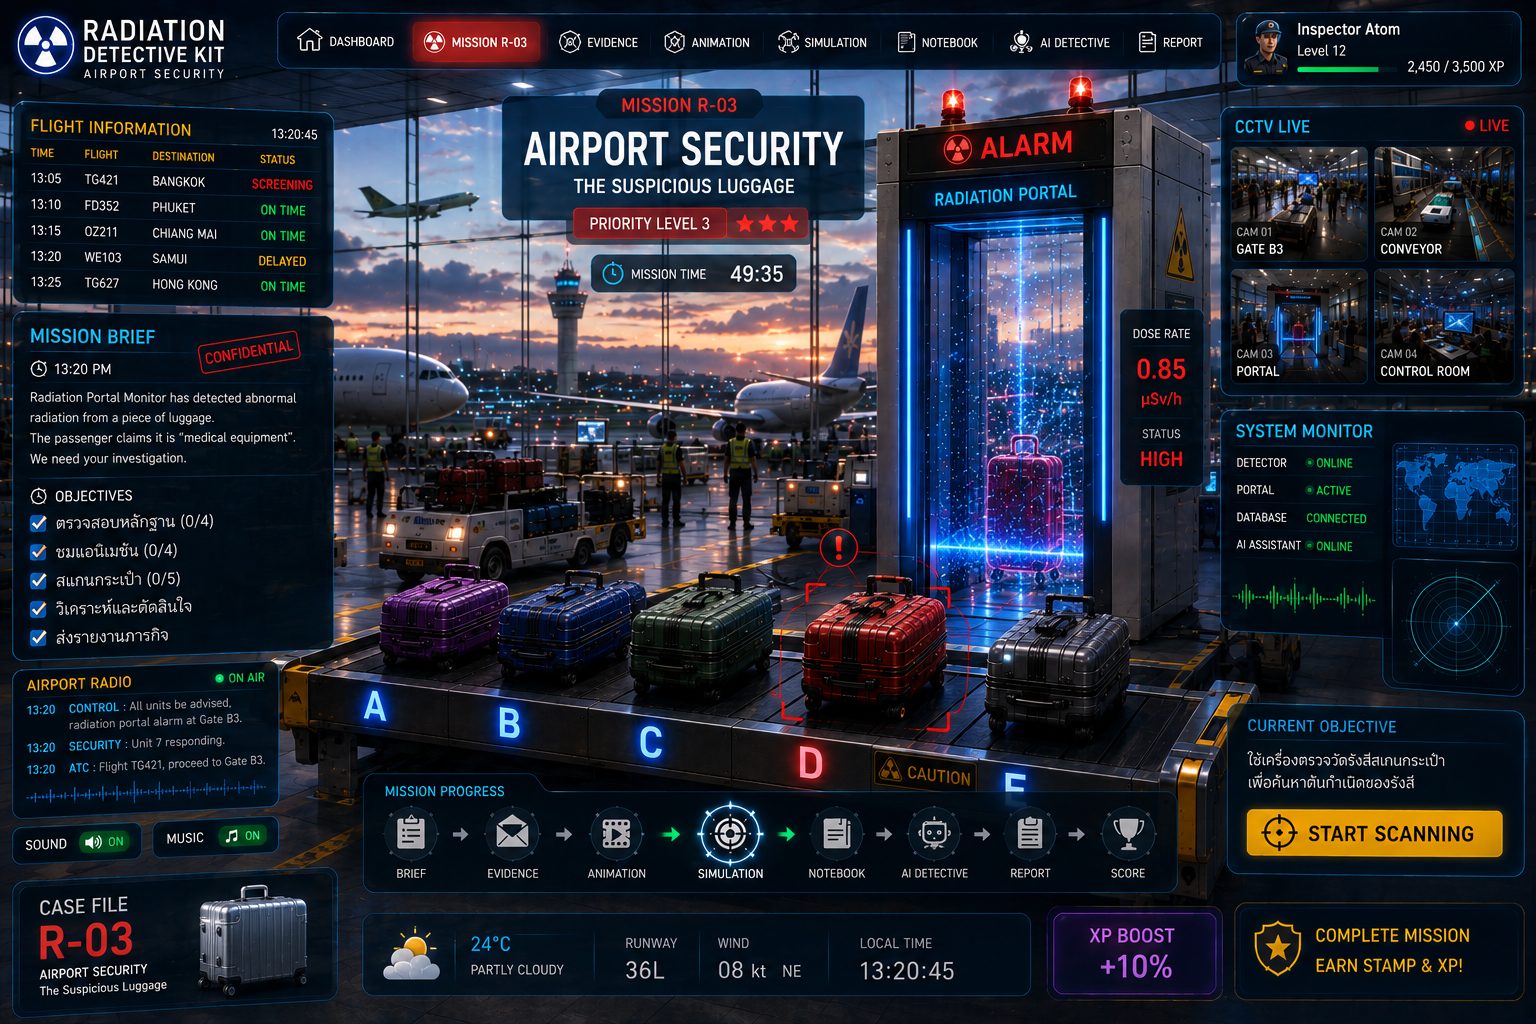 RADIATION
DETECTIVE KIT
AIRPORT SECURITY
DASHBOARD
MISSION R-03
EVIDENCE
ANIMATION
SIMULATION
NOTEBOOK
AI DETECTIVE
REPORT
Inspector Atom
Level 12
2,450 / 3,500 XP
FLIGHT INFORMATION 13:20:45
TIME FLIGHT DESTINATION STATUS
13:05 TG421 BANGKOK SCREENING
13:10 FD352 PHUKET ON TIME
13:15 OZ211 CHIANG MAI ON TIME
13:20 WE103 SAMUI DELAYED
13:25 TG627 HONG KONG ON TIME
MISSION R-03
AIRPORT SECURITY
THE SUSPICIOUS LUGGAGE
PRIORITY LEVEL 3
MISSION TIME 49:35
ALARM
RADIATION PORTAL
DOSE RATE
0.85
µSv/h
STATUS
HIGH
CCTV LIVE LIVE
CAM 01
GATE B3
CAM 02
CONVEYOR
CAM 03
PORTAL
CAM 04
CONTROL ROOM
MISSION BRIEF
CONFIDENTIAL
13:20 PM
Radiation Portal Monitor has detected abnormal
radiation from a piece of luggage.
The passenger claims it is “medical equipment”.
We need your investigation.
OBJECTIVES
ตรวจสอบหลักฐาน (0/4)
ชมแอนิเมชัน (0/4)
สแกนกระเป๋า (0/5)
วิเคราะห์และตัดสินใจ
ส่งรายงานภารกิจ
SYSTEM MONITOR
DETECTOR ONLINE
PORTAL ACTIVE
DATABASE CONNECTED
AI ASSISTANT ONLINE
AIRPORT RADIO ON AIR
13:20 CONTROL : All units be advised,
radiation portal alarm at Gate B3.
13:20 SECURITY : Unit 7 responding.
13:20 ATC : Flight TG421, proceed to Gate B3.
SOUND ON
MUSIC ON
!
A
B
C
D
CAUTION
E
CURRENT OBJECTIVE
ใช้เครื่องตรวจวัดรังสีสแกนกระเป๋า
เพื่อค้นหาต้นกำเนิดของรังสี
START SCANNING
MISSION PROGRESS
BRIEF
EVIDENCE
ANIMATION
SIMULATION
NOTEBOOK
AI DETECTIVE
REPORT
SCORE
CASE FILE
R-03
AIRPORT SECURITY
The Suspicious Luggage
24°C
PARTLY CLOUDY
RUNWAY
36L
WIND
08 kt NE
LOCAL TIME
13:20:45
XP BOOST
+10%
COMPLETE MISSION
EARN STAMP & XP!